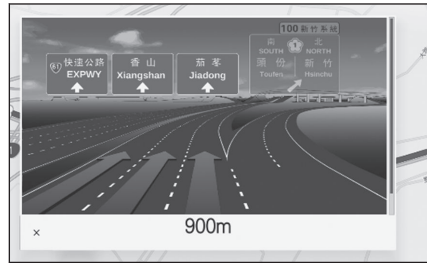 100 新竹系統
南 1 北
SOUTH NORTH
頭份 新竹
Toufen Hsinchu
快速公路
EXPWY
香山
Xiangshan
茄苳
Jiadong
× 900m